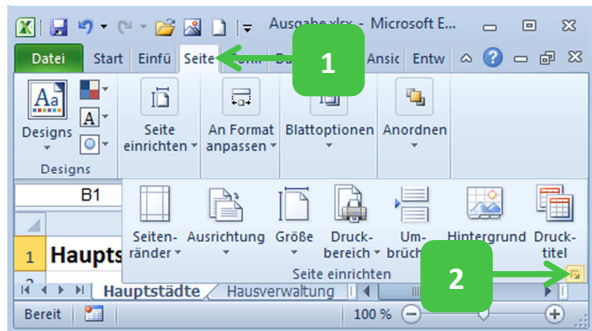 Ausgabe.xlsx - Microsoft E...
Datei Start Einfü Seite Ansic Entw
1
Aa
A
Designs
Seite einrichten
An Format anpassen
Blattoptionen
Anordnen
Designs
B1
Seiten-ränder
Ausrichtung
Größe
Druck-bereich
Um-brüch
Hintergrund
Druck-titel
Seite einrichten
2
1 Haupts
Hauptstädte Hausverwaltung
Bereit 100 %